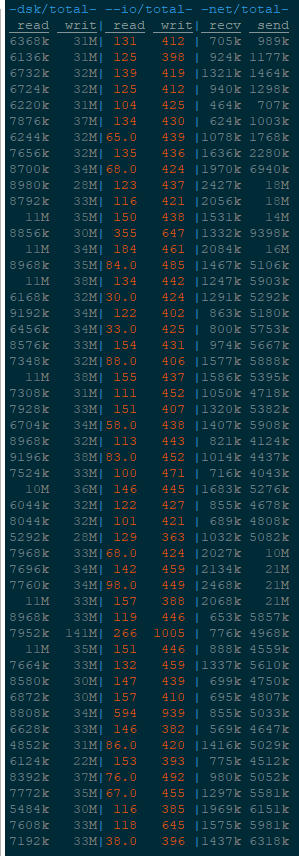 -dsk/total- --io/total- -net/total-
read writ| read writ| recv send
6368k 31M| 131 412 | 705k 989k
6136k 31M| 125 398 | 924k 1177k
6732k 32M| 139 419 |1321k 1464k
6724k 32M| 125 412 | 940k 1298k
6220k 31M| 104 425 | 464k 707k
7876k 37M| 134 430 | 624k 1003k
6244k 32M|65.0 439 |1078k 1768k
7656k 32M| 135 436 |1636k 2280k
8700k 34M|68.0 424 |1970k 6940k
8980k 28M| 123 437 |2427k 18M
8792k 33M| 116 421 |2056k 18M
11M 35M| 150 438 |1531k 14M
8856k 30M| 355 647 |1332k 9398k
11M 34M| 184 461 |2084k 16M
8968k 35M|84.0 485 |1467k 5106k
11M 38M| 134 442 |1247k 5903k
6168k 32M|30.0 424 |1291k 5292k
9192k 34M| 122 402 | 863k 5180k
6456k 34M|33.0 425 | 800k 5753k
8576k 33M| 154 431 | 974k 5667k
7348k 32M|88.0 406 |1577k 5888k
11M 38M| 155 437 |1586k 5395k
7308k 31M| 111 452 |1050k 4718k
7928k 33M| 151 407 |1320k 5382k
6704k 34M|58.0 438 |1407k 5908k
8968k 32M| 113 443 | 821k 4124k
9196k 38M|83.0 452 |1014k 4437k
7524k 33M| 100 471 | 716k 4043k
10M 36M| 146 445 |1683k 5276k
6044k 32M| 122 427 | 855k 4678k
8044k 32M| 101 421 | 689k 4808k
5292k 28M| 129 363 |1032k 5082k
7968k 33M|68.0 424 |2027k 10M
7696k 34M| 142 459 |2134k 21M
7760k 34M|98.0 449 |2468k 21M
11M 33M| 157 388 |2068k 21M
8968k 33M| 119 446 | 653k 5857k
7952k 141M| 266 1005 | 776k 4968k
11M 35M| 151 446 | 888k 4559k
7664k 33M| 132 459 |1337k 5610k
8580k 30M| 147 439 | 699k 4750k
6872k 30M| 157 410 | 695k 4807k
8808k 34M| 594 939 | 855k 5033k
6628k 33M| 146 382 | 569k 4647k
4852k 31M|86.0 420 |1416k 5029k
6124k 22M| 153 393 | 775k 4512k
8392k 37M|76.0 492 | 980k 5052k
7772k 35M|67.0 455 |1297k 5581k
5484k 30M| 116 385 |1969k 6151k
7608k 33M| 118 645 |1575k 5981k
7192k 33M|38.0 396 |1437k 6318k